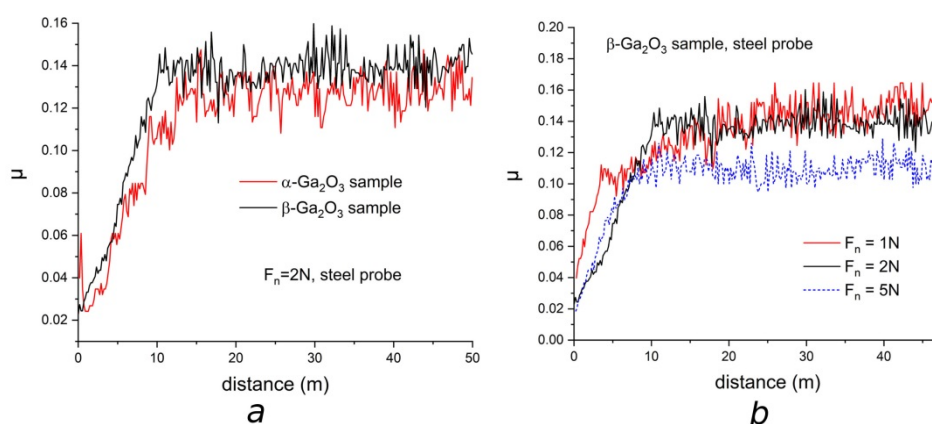 0.16
0.14
0.12
0.10
0.08
0.06
0.04
0.02
μ
α-Ga₂O₃ sample
β-Ga₂O₃ sample
Fₙ=2N, steel probe
0 10 20 30 40 50
distance (m)
a
0.20
0.18
0.16
0.14
0.12
0.10
0.08
0.06
0.04
0.02
0.00
μ
β-Ga₂O₃ sample, steel probe
Fₙ = 1N
Fₙ = 2N
Fₙ = 5N
0 10 20 30 40
distance (m)
b